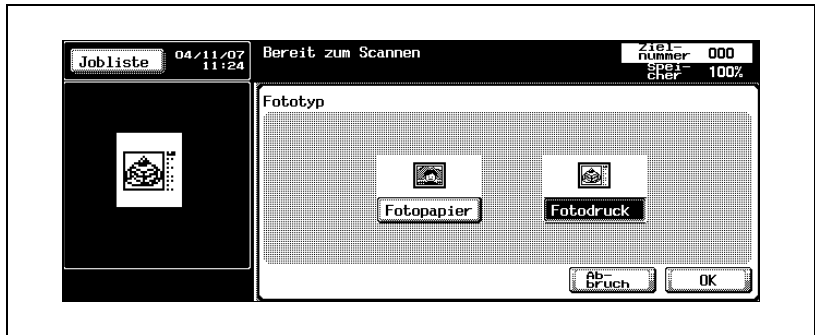 Jobliste
04/11/07
11:24
Bereit zum Scannen
Ziel-
nummer 000
Spei-
cher 100%
Fototyp
Fotopapier
Fotodruck
Ab-
bruch
OK